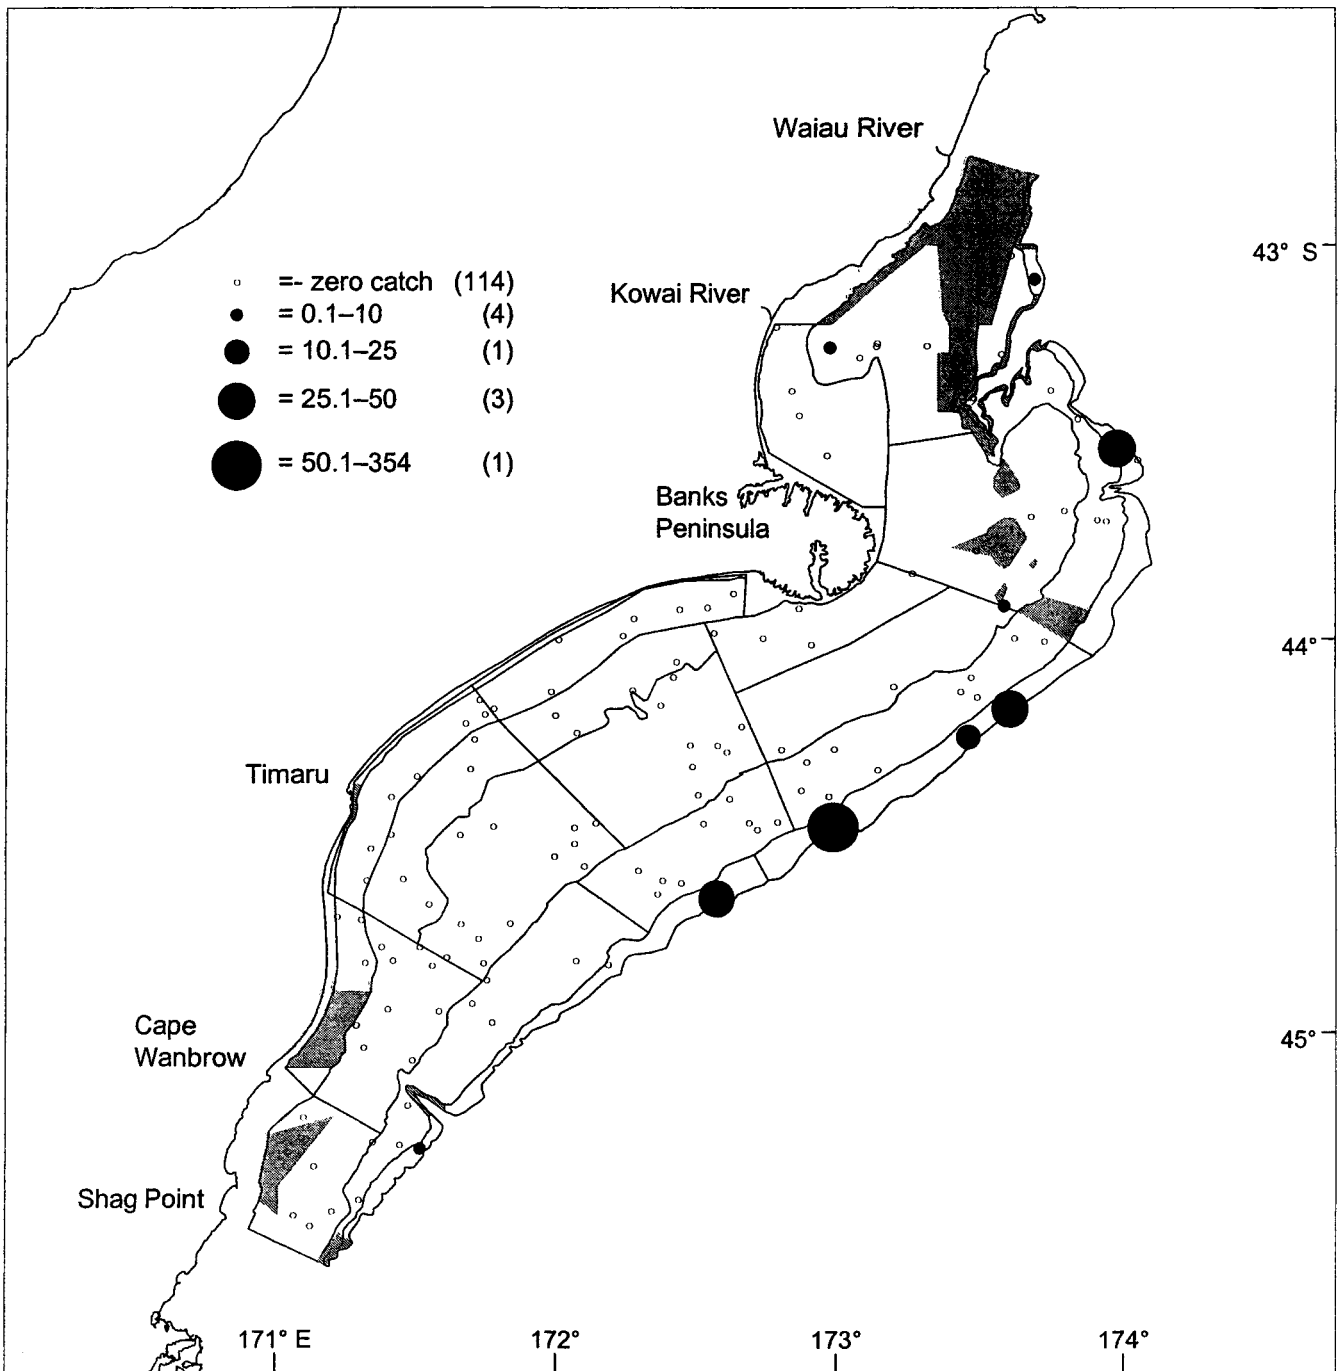 Waiau River
43° S
=- zero catch (114)
= 0.1–10 (4)
Kowai River
= 10.1–25 (1)
= 25.1–50 (3)
= 50.1–354 (1)
Banks
Peninsula
44°
Timaru
Cape
Wanbrow
45°
Shag Point
171° E
172°
173°
174°